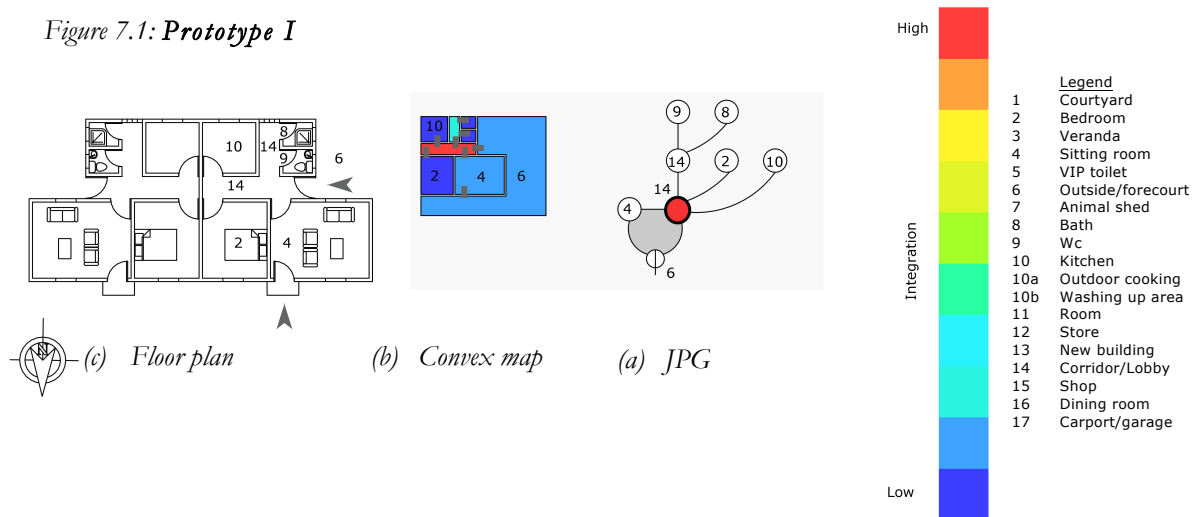 Figure 7.1: Prototype I
8
10
14
9
6
14
2
4
N
(c) Floor plan
10
2
4
6
(b) Convex map
9
8
14
2
10
14
4
6
(a) JPG
High
Integration
Low
Legend
1 Courtyard
2 Bedroom
3 Veranda
4 Sitting room
5 VIP toilet
6 Outside/forecourt
7 Animal shed
8 Bath
9 Wc
10 Kitchen
10a Outdoor cooking
10b Washing up area
11 Room
12 Store
13 New building
14 Corridor/Lobby
15 Shop
16 Dining room
17 Carport/garage